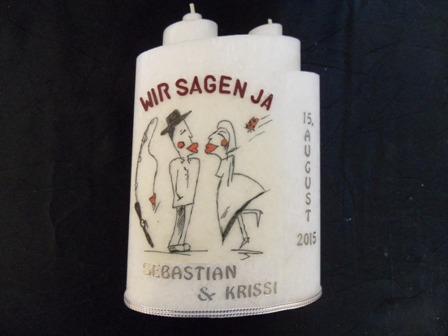 WIR SAGEN JA
15.
AUGUST
2015
SEBASTIAN
& KRISSI